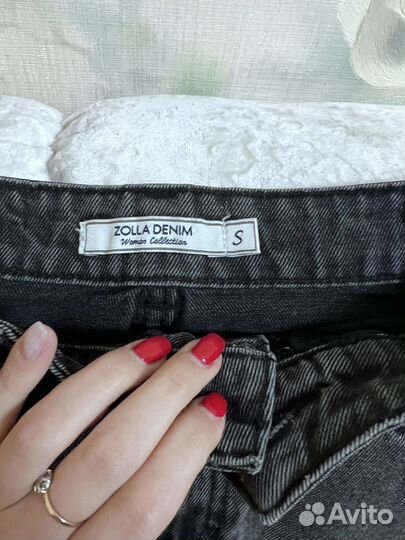 ZOLLA DENIM
Woman Collection
S
Avito